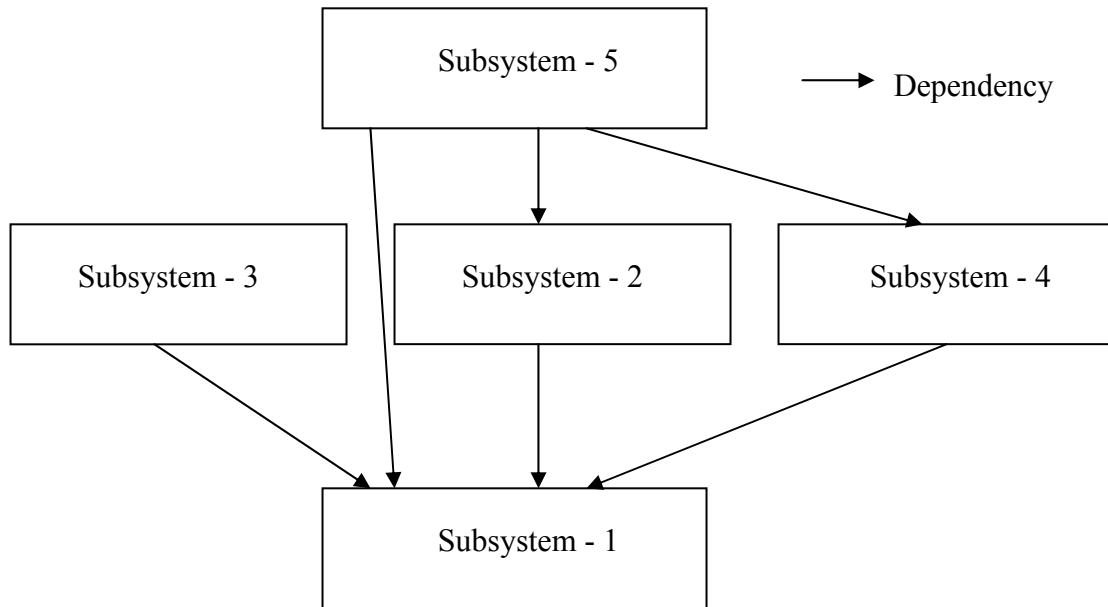 Subsystem - 5
Dependency
Subsystem - 3
Subsystem - 2
Subsystem - 4
Subsystem - 1